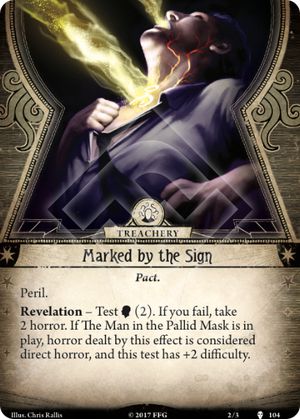 TREACHERY
Marked by the Sign
Pact.
Peril.
Revelation – Test (2). If you fail, take
2 horror. If The Man in the Pallid Mask is in
play, horror dealt by this effect is considered
direct horror, and this test has +2 difficulty.
Illus. Chris Rallis © 2017 FFG 2/3 104